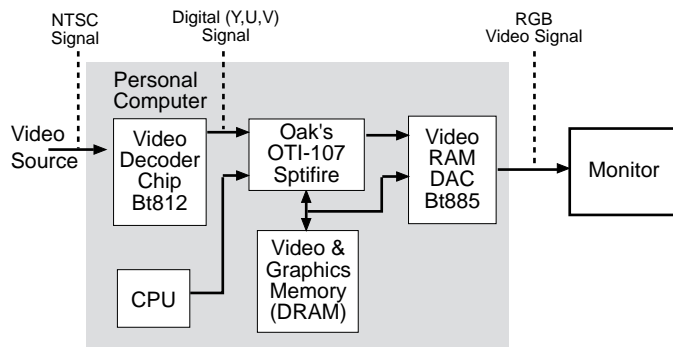 NTSC
Signal
Digital (Y,U,V)
Signal
RGB
Video Signal
Personal
Computer
Video
Source
Video
Decoder
Chip
Bt812
Oak's
OTI-107
Sptifire
Video
RAM
DAC
Bt885
Monitor
CPU
Video &
Graphics
Memory
(DRAM)